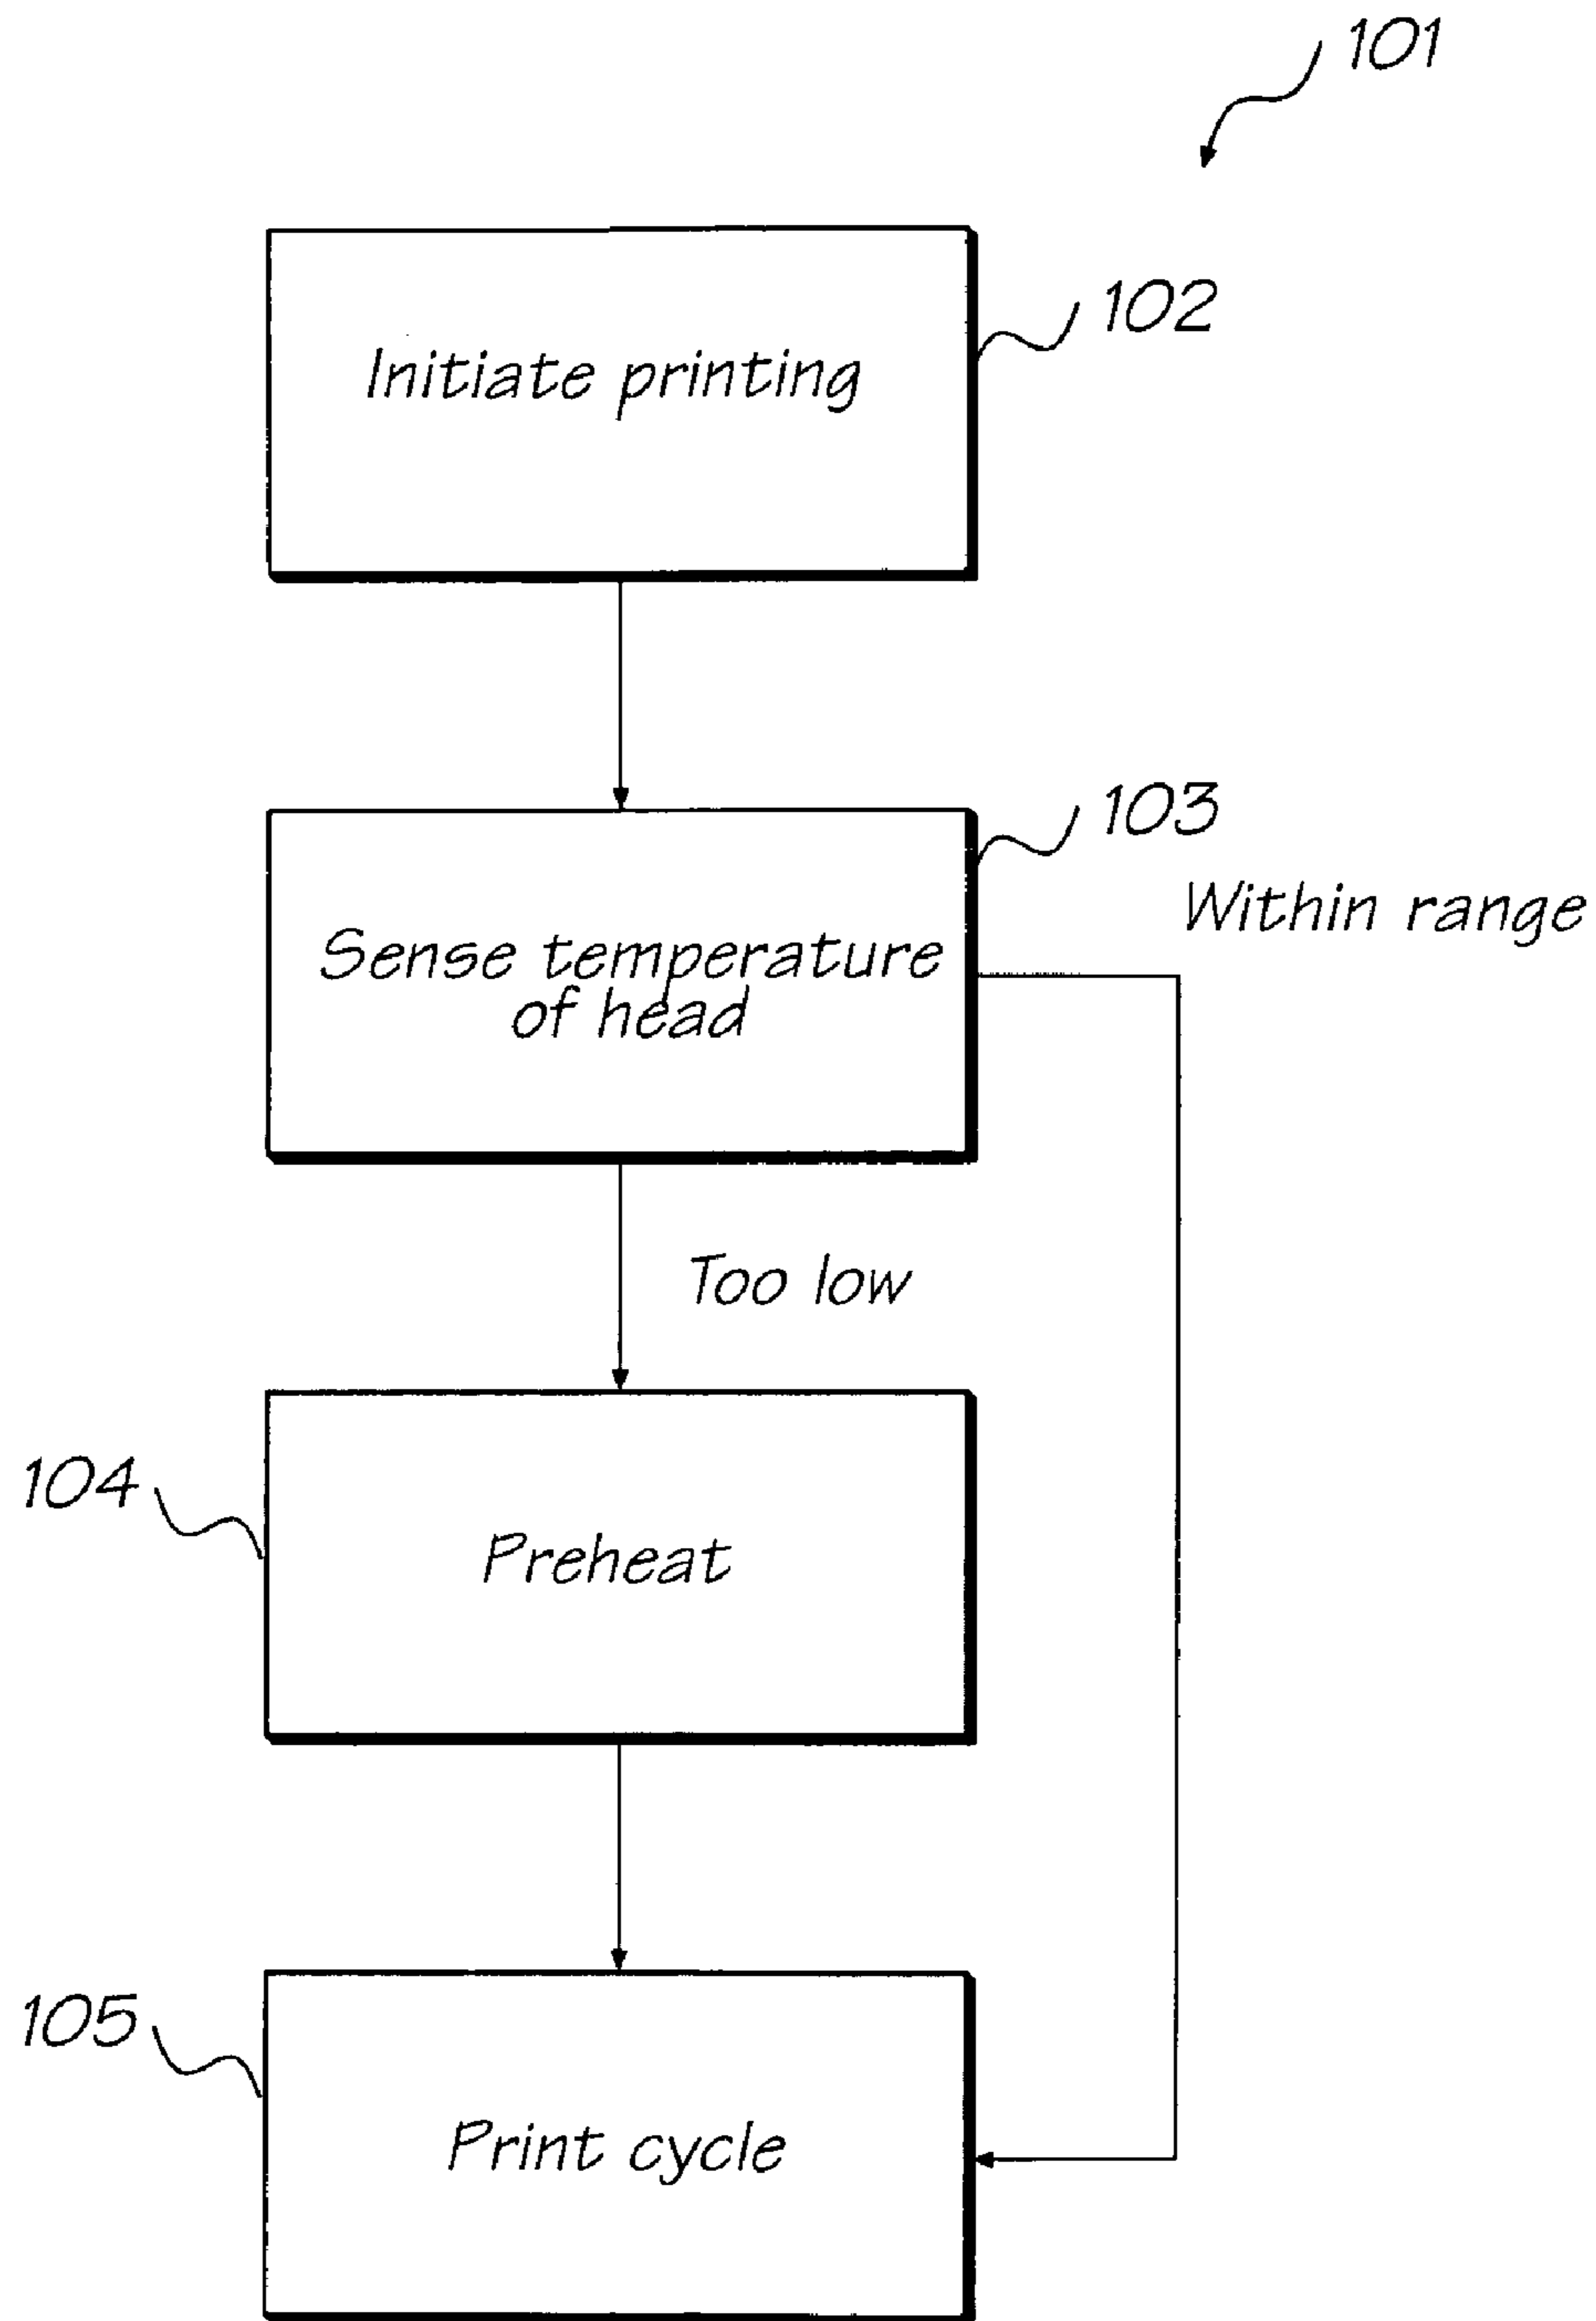 101
Initiate printing
102
103
Within range
Sense temperature
of head
Too low
104
Preheat
105
Print cycle